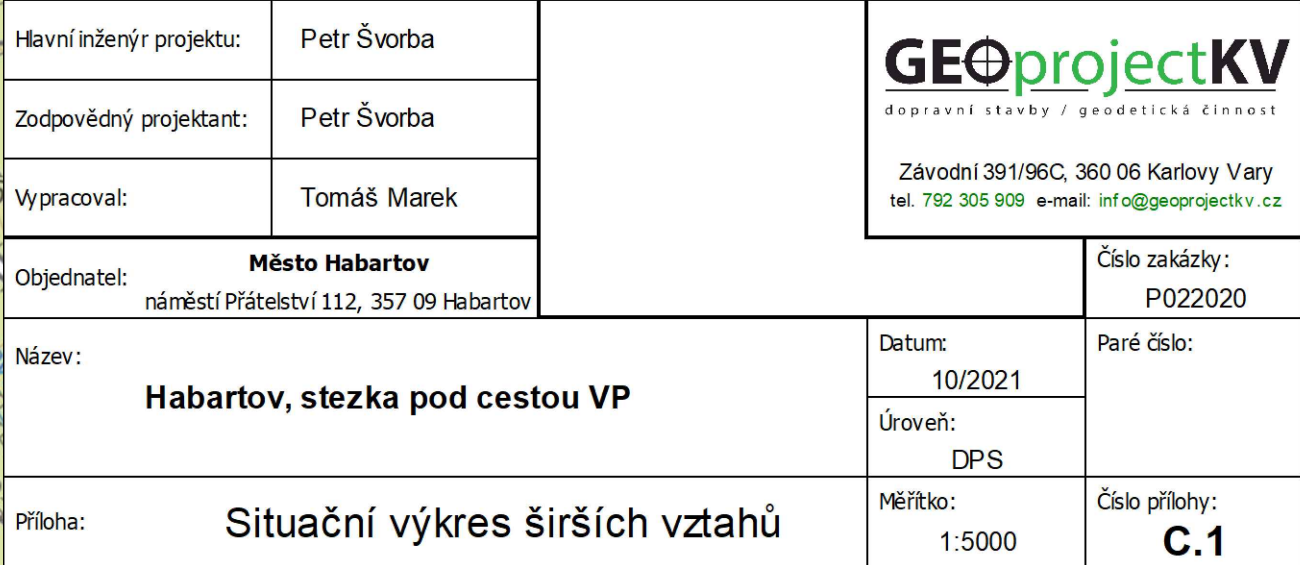 Hlavní inženýr projektu: Petr Švorba
Zodpovědný projektant: Petr Švorba
Vypracoval: Tomáš Marek
GEOprojectKV
dopravní stavby / geodetická činnost
Závodní 391/96C, 360 06 Karlovy Vary
tel. 792 305 909 e-mail: info@geoprojectkv.cz
Objednatel: Město Habartov
náměstí Přátelství 112, 357 09 Habartov
Číslo zakázky:
P022020
Název:
Habartov, stezka pod cestou VP
Datum:
10/2021
Úroveň:
DPS
Paré číslo:
Příloha: Situační výkres širších vztahů
Měřítko:
1:5000
Číslo přílohy:
C.1